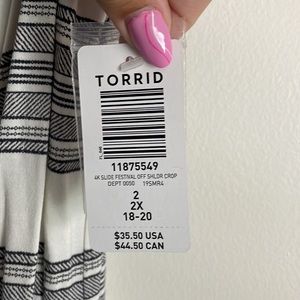 TORRID
11875549
4K SLIDE FESTIVAL OFF SHLDR CROP
DEPT 0050 19SMR4
2
2X
18-20
$35.50 USA
$44.50 CAN